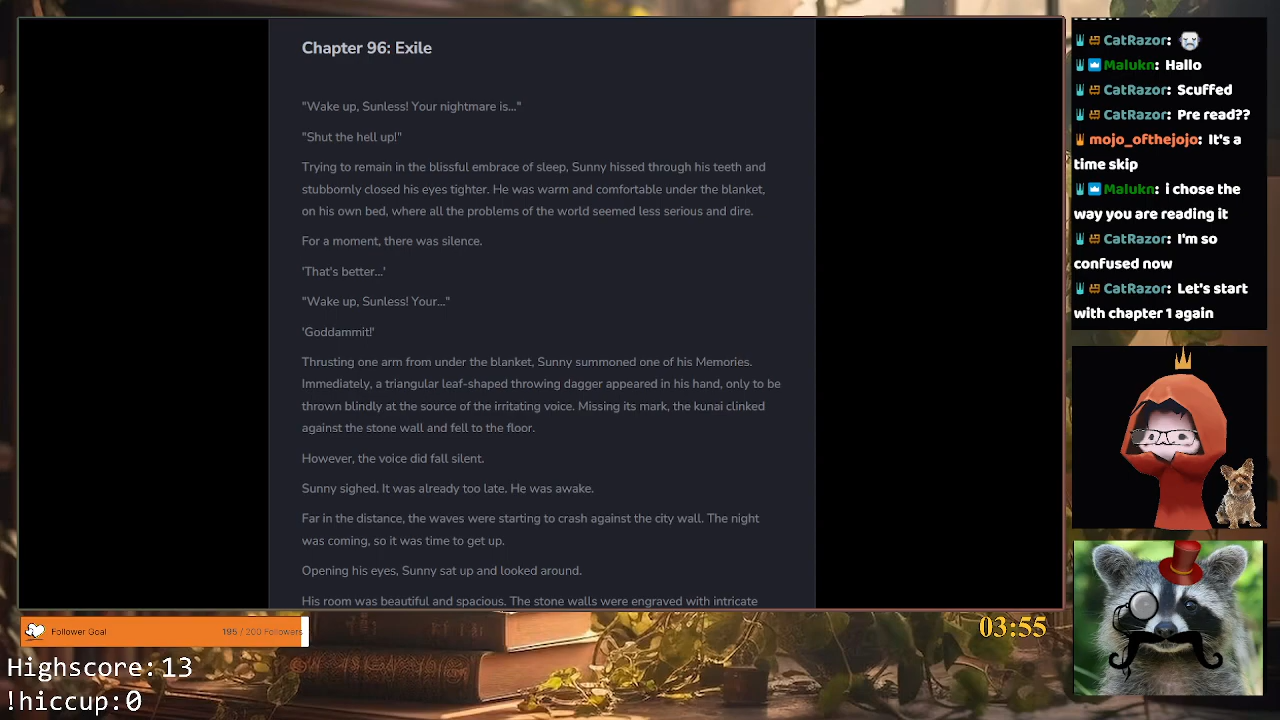 Chapter 96: Exile
"Wake up, Sunless! Your nightmare is..."
"Shut the hell up!"
Trying to remain in the blissful embrace of sleep, Sunny hissed through his teeth and
stubbornly closed his eyes tighter. He was warm and comfortable under the blanket,
on his own bed, where all the problems of the world seemed less serious and dire.
For a moment, there was silence.
'That's better...'
"Wake up, Sunless! Your..."
'Goddammit!'
Thrusting one arm from under the blanket, Sunny summoned one of his Memories.
Immediately, a triangular leaf-shaped throwing dagger appeared in his hand, only to be
thrown blindly at the source of the irritating voice. Missing its mark, the kunai clinked
against the stone wall and fell to the floor.
However, the voice did fall silent.
Sunny sighed. It was already too late. He was awake.
Far in the distance, the waves were starting to crash against the city wall. The night
was coming, so it was time to get up.
Opening his eyes, Sunny sat up and looked around.
His room was beautiful and spacious. The stone walls were engraved with intricate
CatRazor:
Malukn: Hallo
CatRazor: Scuffed
CatRazor: Pre read??
mojo_ofthejojo: It's a
time skip
Malukn: i chose the
way you are reading it
CatRazor: I'm so
confused now
CatRazor: Let's start
with chapter 1 again
Follower Goal
195 / 200 Followers
03:55
Highscore:13
!hiccup:0